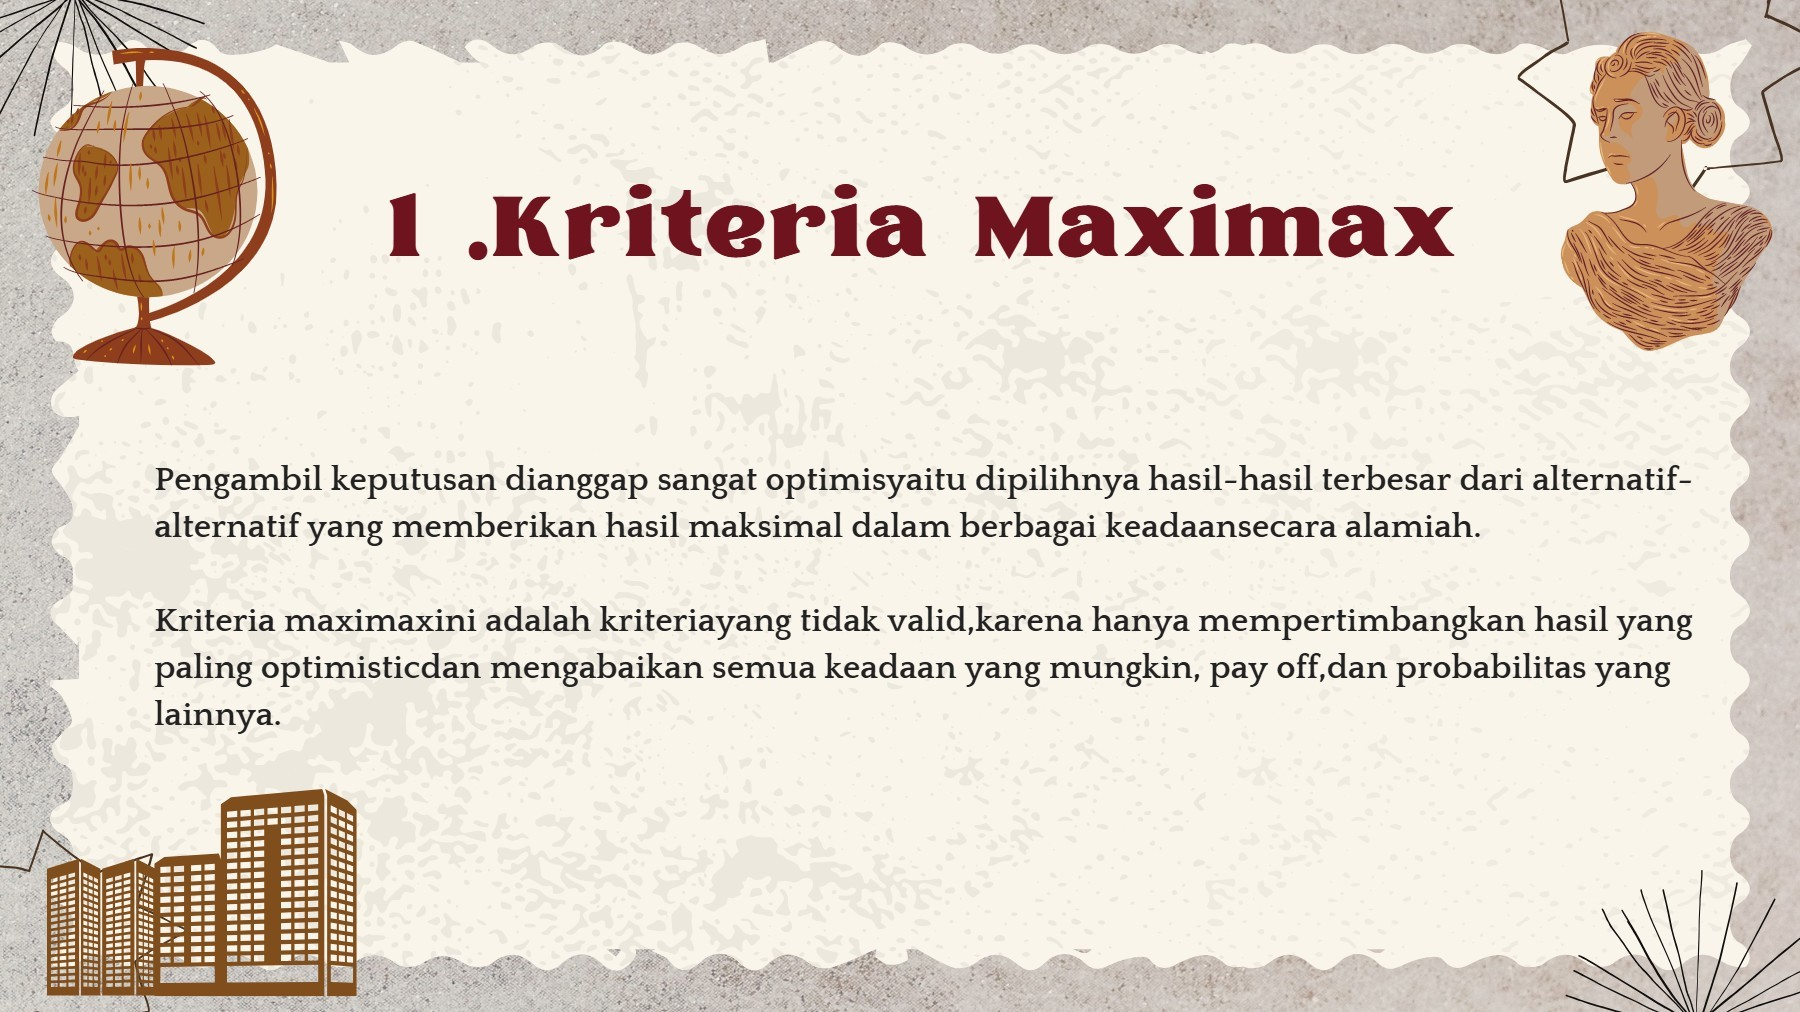 1 .Kriteria Maximax
Pengambil keputusan dianggap sangat optimisyaitu dipilihnya hasil-hasil terbesar dari alternatif-
alternatif yang memberikan hasil maksimal dalam berbagai keadaansecara alamiah.
Kriteria maximaxini adalah kriteriayang tidak valid,karena hanya mempertimbangkan hasil yang
paling optimisticdan mengabaikan semua keadaan yang mungkin, pay off,dan probabilitas yang
lainnya.